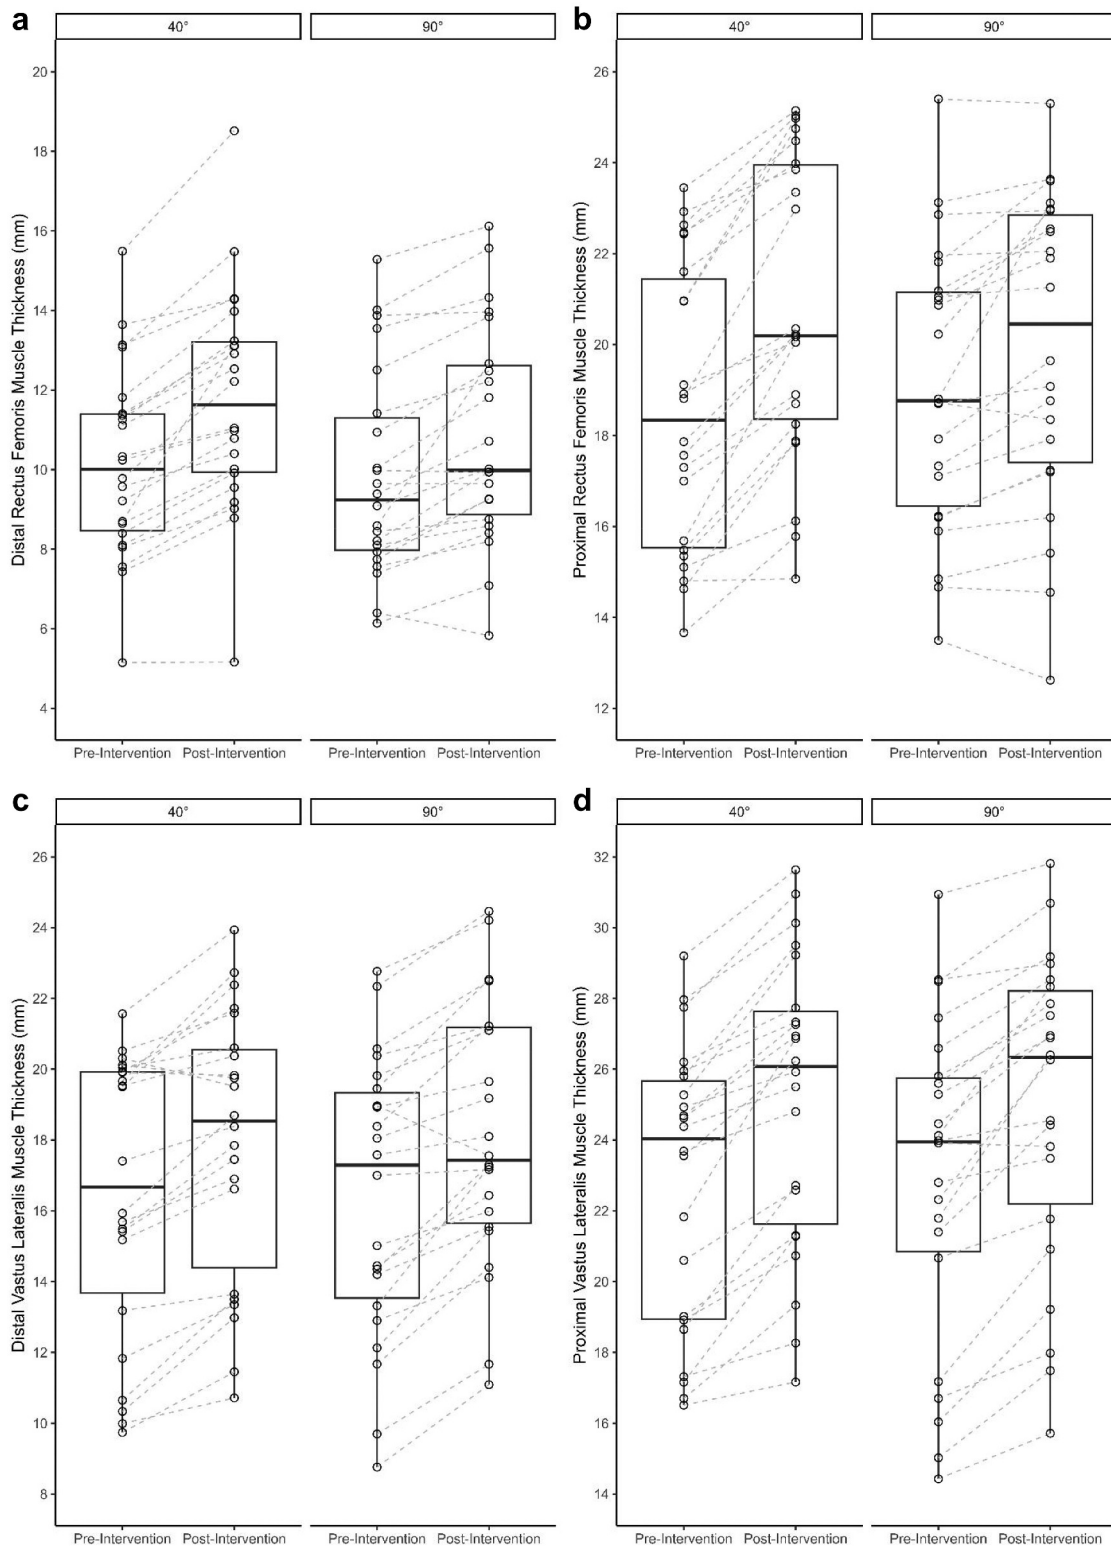 a
40°
90°
Distal Rectus Femoris Muscle Thickness (mm)
20
18
16
14
12
10
8
6
4
Pre-Intervention Post-Intervention
Pre-Intervention Post-Intervention
b
40°
90°
Proximal Rectus Femoris Muscle Thickness (mm)
26
24
22
20
18
16
14
12
Pre-Intervention Post-Intervention
Pre-Intervention Post-Intervention
c
40°
90°
Distal Vastus Lateralis Muscle Thickness (mm)
26
24
22
20
18
16
14
12
10
8
Pre-Intervention Post-Intervention
Pre-Intervention Post-Intervention
d
40°
90°
Proximal Vastus Lateralis Muscle Thickness (mm)
32
30
28
26
24
22
20
18
16
14
Pre-Intervention Post-Intervention
Pre-Intervention Post-Intervention